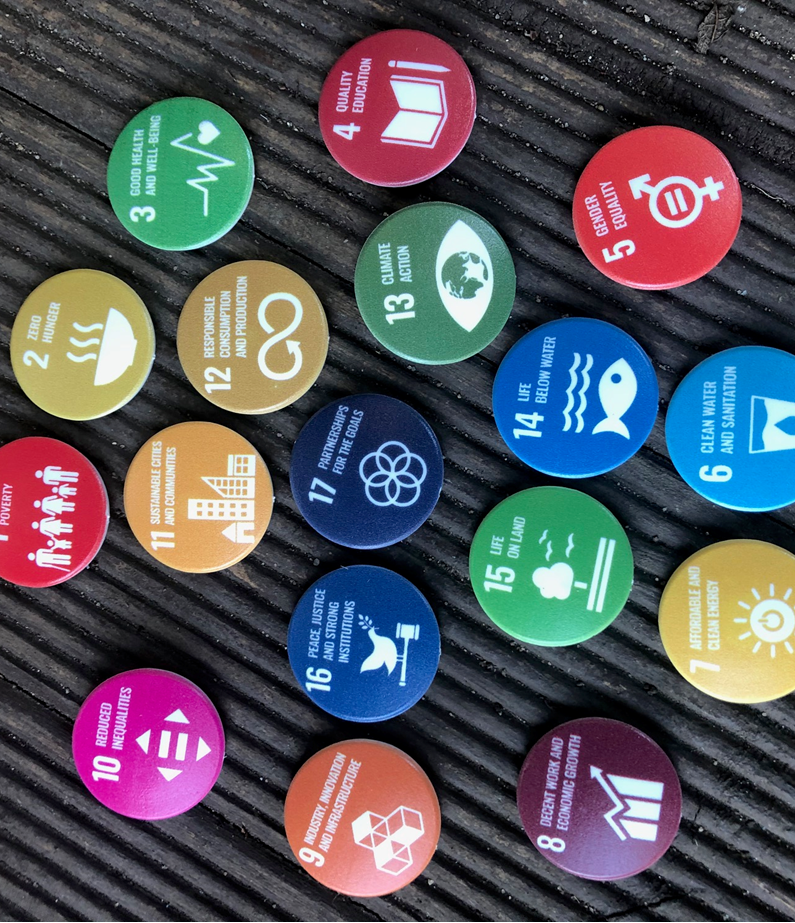 1 POVERTY
2 ZERO
HUNGER
3 GOOD HEALTH
AND WELL-BEING
4 QUALITY
EDUCATION
5 GENDER
EQUALITY
6 CLEAN WATER
AND SANITATION
7 AFFORDABLE AND
CLEAN ENERGY
8 DECENT WORK AND
ECONOMIC GROWTH
9 INDUSTRY, INNOVATION
AND INFRASTRUCTURE
10 REDUCED
INEQUALITIES
11 SUSTAINABLE CITIES
AND COMMUNITIES
12 RESPONSIBLE
CONSUMPTION
AND PRODUCTION
13 CLIMATE
ACTION
14 LIFE
BELOW WATER
15 LIFE
ON LAND
16 PEACE, JUSTICE
AND STRONG
INSTITUTIONS
17 PARTNERSHIPS
FOR THE GOALS